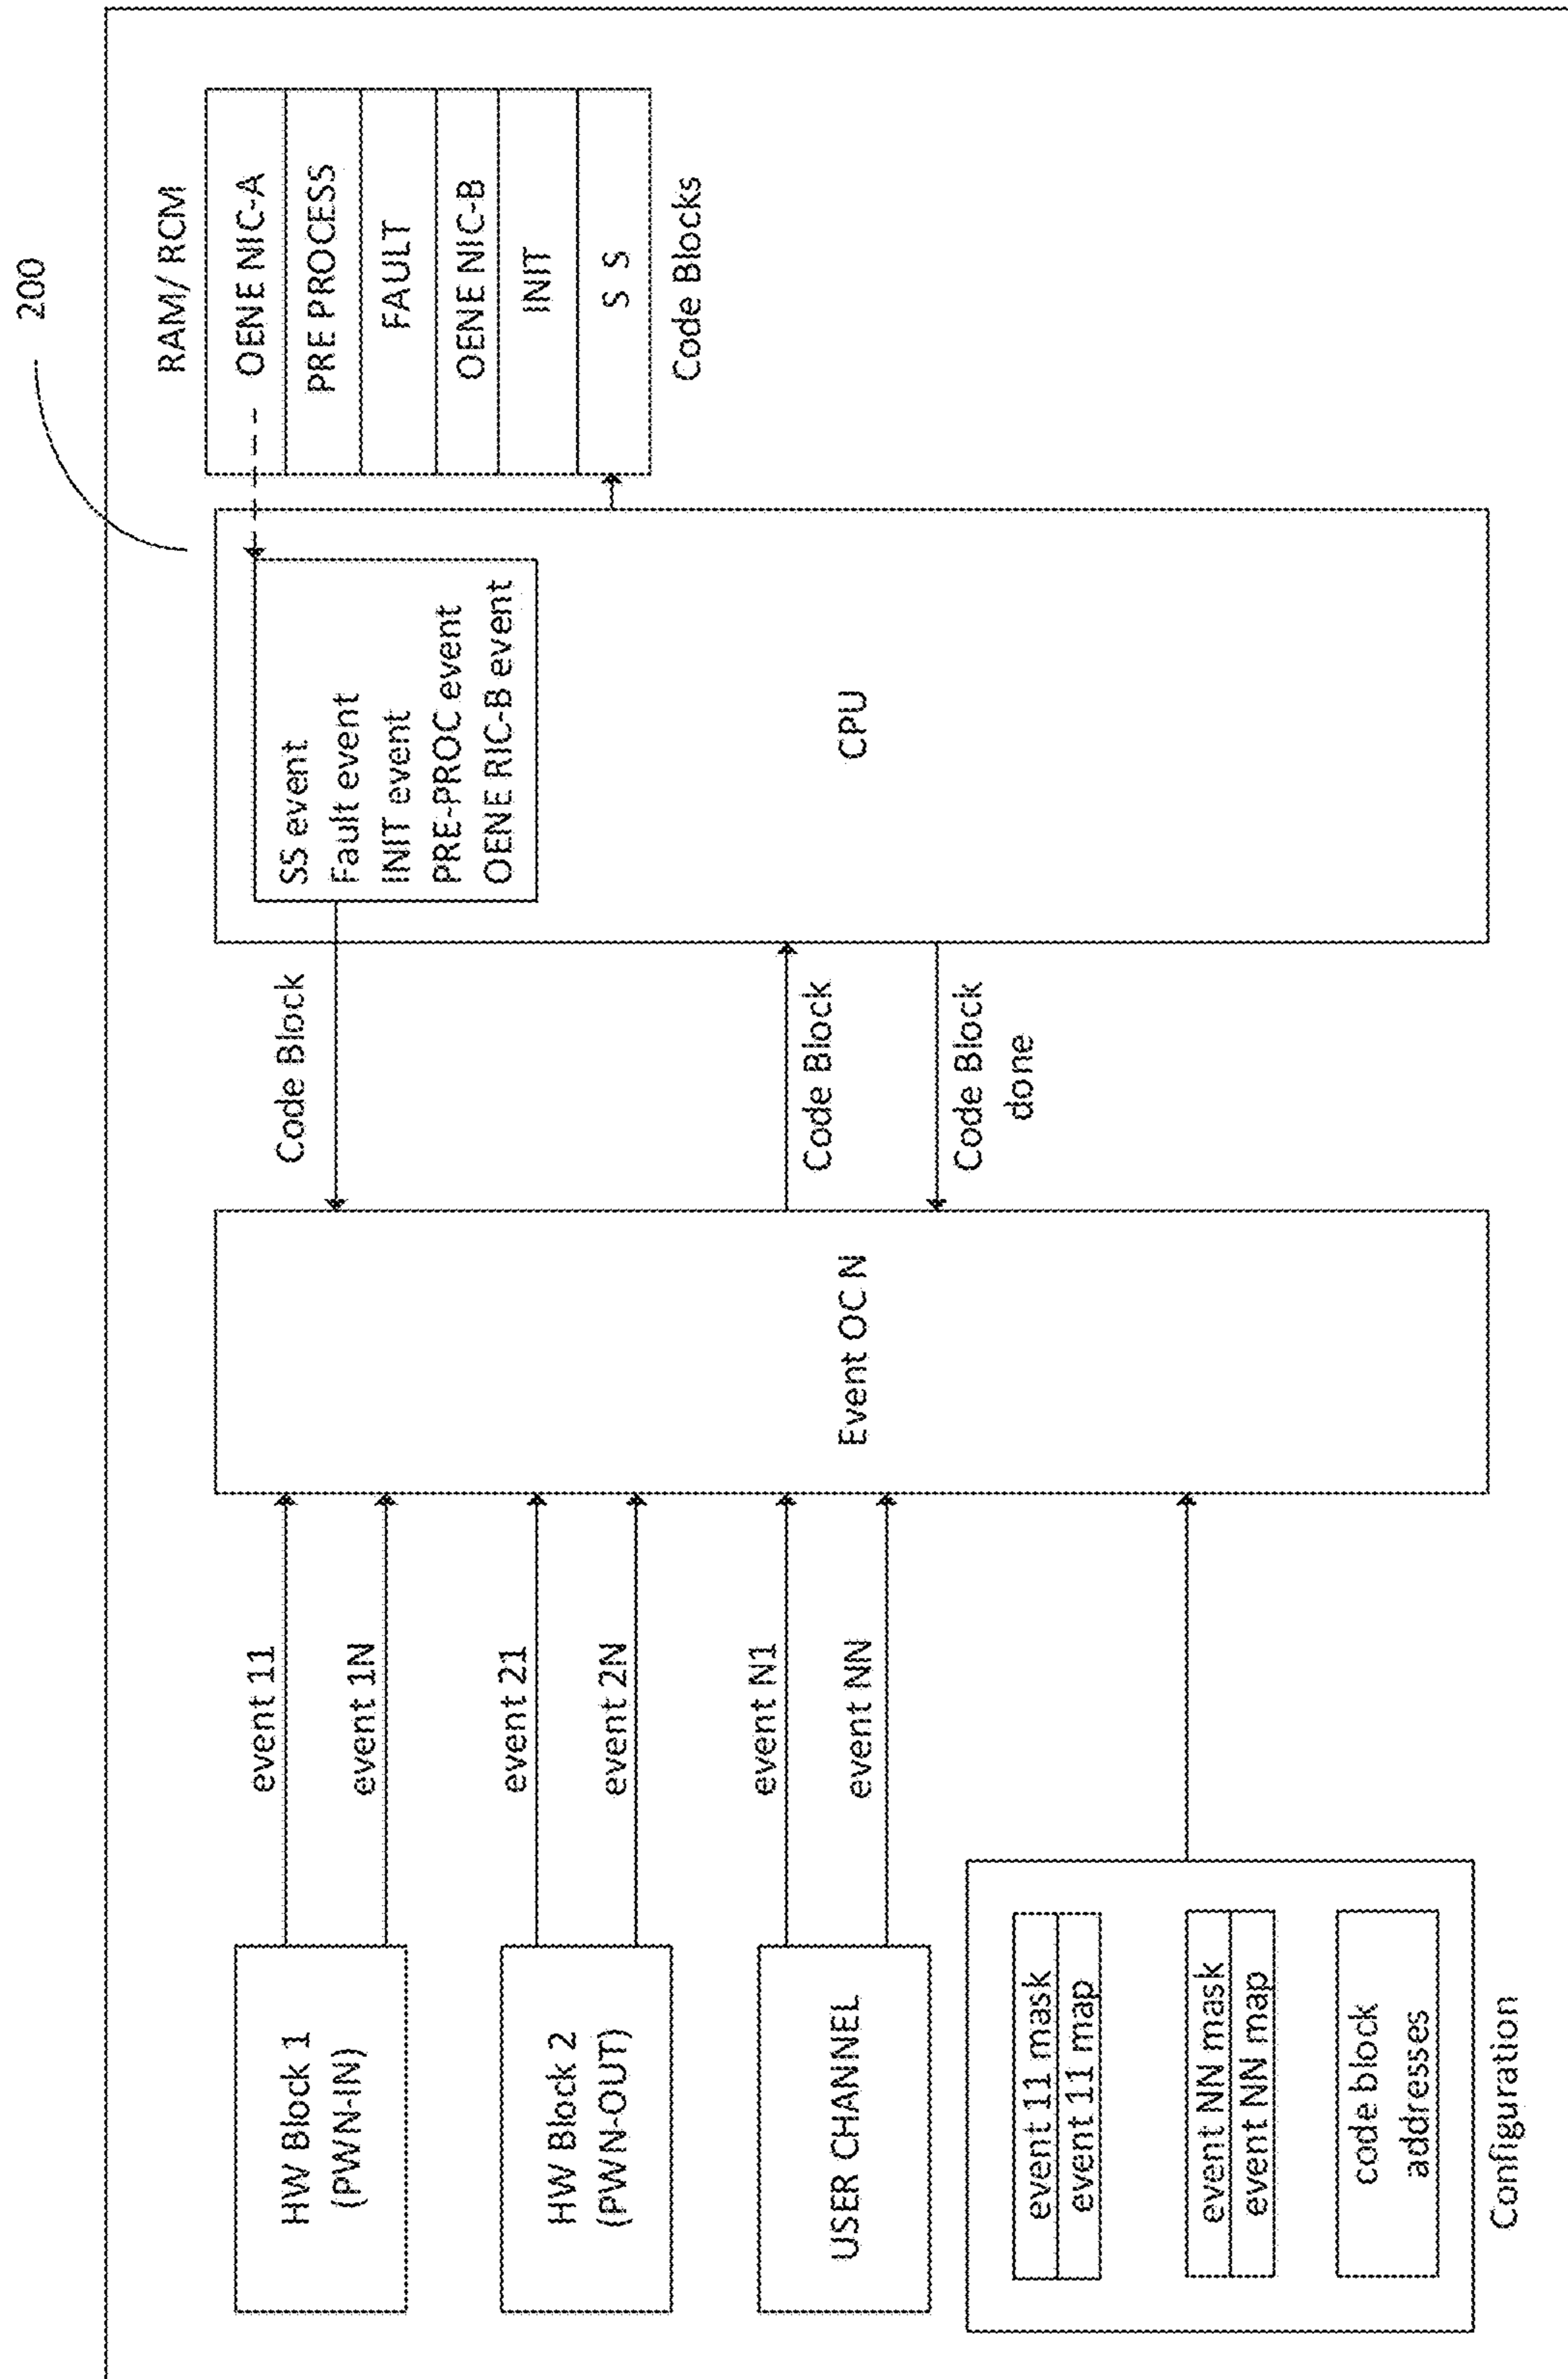 200
HW Block 1
(PWN-IN)
HW Block 2
(PWN-OUT)
USER CHANNEL
event 11 mask
event 11 map
event NN mask
event NN map
code block
addresses
Configuration
event 11
event 1N
event 21
event 2N
event N1
event NN
Event OC N
Code Block
Code Block
Code Block
done
SS event
Fault event
INIT event
PRE-PROC event
OENE RIC-B event
CPU
RAM/ RCM
OENE NIC-A
PRE PROCESS
FAULT
OENE NIC-B
INIT
S S
Code Blocks